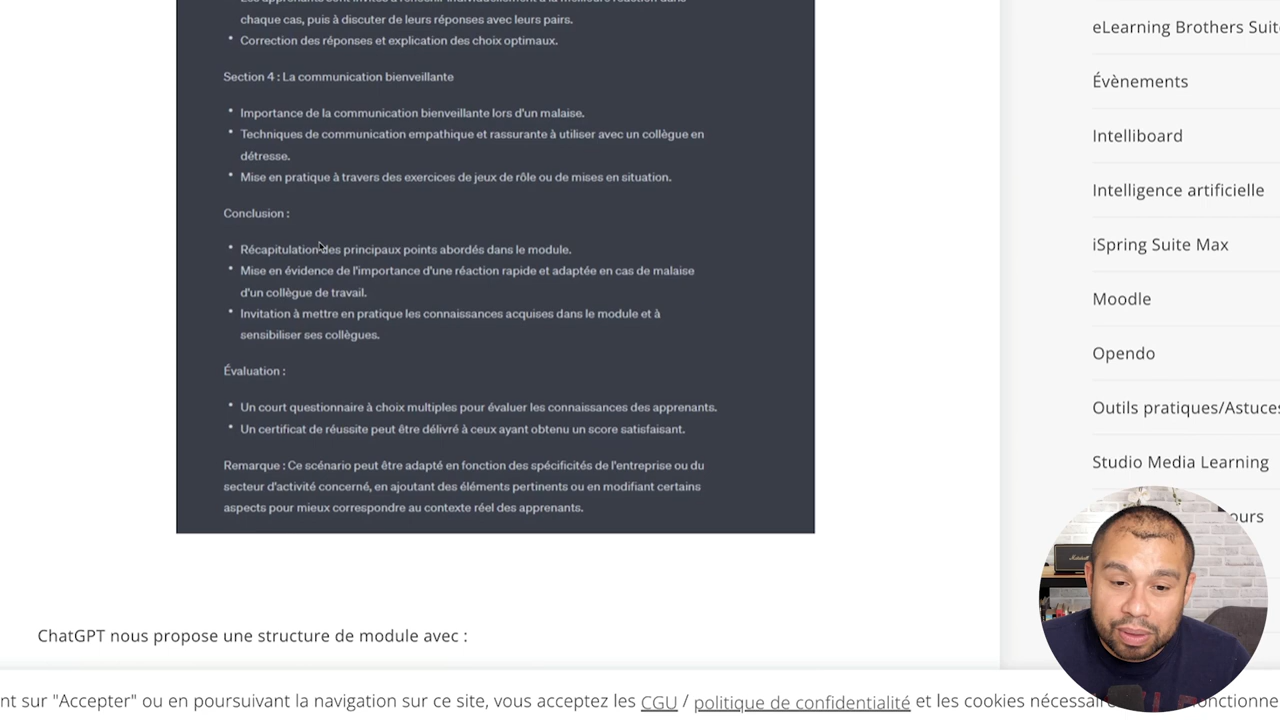 chaque cas, puis à discuter de leurs réponses avec leurs pairs.
• Correction des réponses et explication des choix optimaux.
Section 4 : La communication bienveillante
• Importance de la communication bienveillante lors d'un malaise.
• Techniques de communication empathique et rassurante à utiliser avec un collègue en
détresse.
• Mise en pratique à travers des exercices de jeux de rôle ou de mises en situation.
Conclusion :
• Récapitulation des principaux points abordés dans le module.
• Mise en évidence de l'importance d'une réaction rapide et adaptée en cas de malaise
d'un collègue de travail.
• Invitation à mettre en pratique les connaissances acquises dans le module et à
sensibiliser ses collègues.
Évaluation :
• Un court questionnaire à choix multiples pour évaluer les connaissances des apprenants.
• Un certificat de réussite peut être délivré à ceux ayant obtenu un score satisfaisant.
Remarque : Ce scénario peut être adapté en fonction des spécificités de l'entreprise ou du
secteur d'activité concerné, en ajoutant des éléments pertinents ou en modifiant certains
aspects pour mieux correspondre au contexte réel des apprenants.
ChatGPT nous propose une structure de module avec :
nt sur "Accepter" ou en poursuivant la navigation sur ce site, vous acceptez les CGU / politique de confidentialité et les cookies
eLearning Brothers Suit
Évènements
Intelliboard
Intelligence artificielle
iSpring Suite Max
Moodle
Opendo
Outils pratiques/Astuces
Studio Media Learning
ours
Marshall